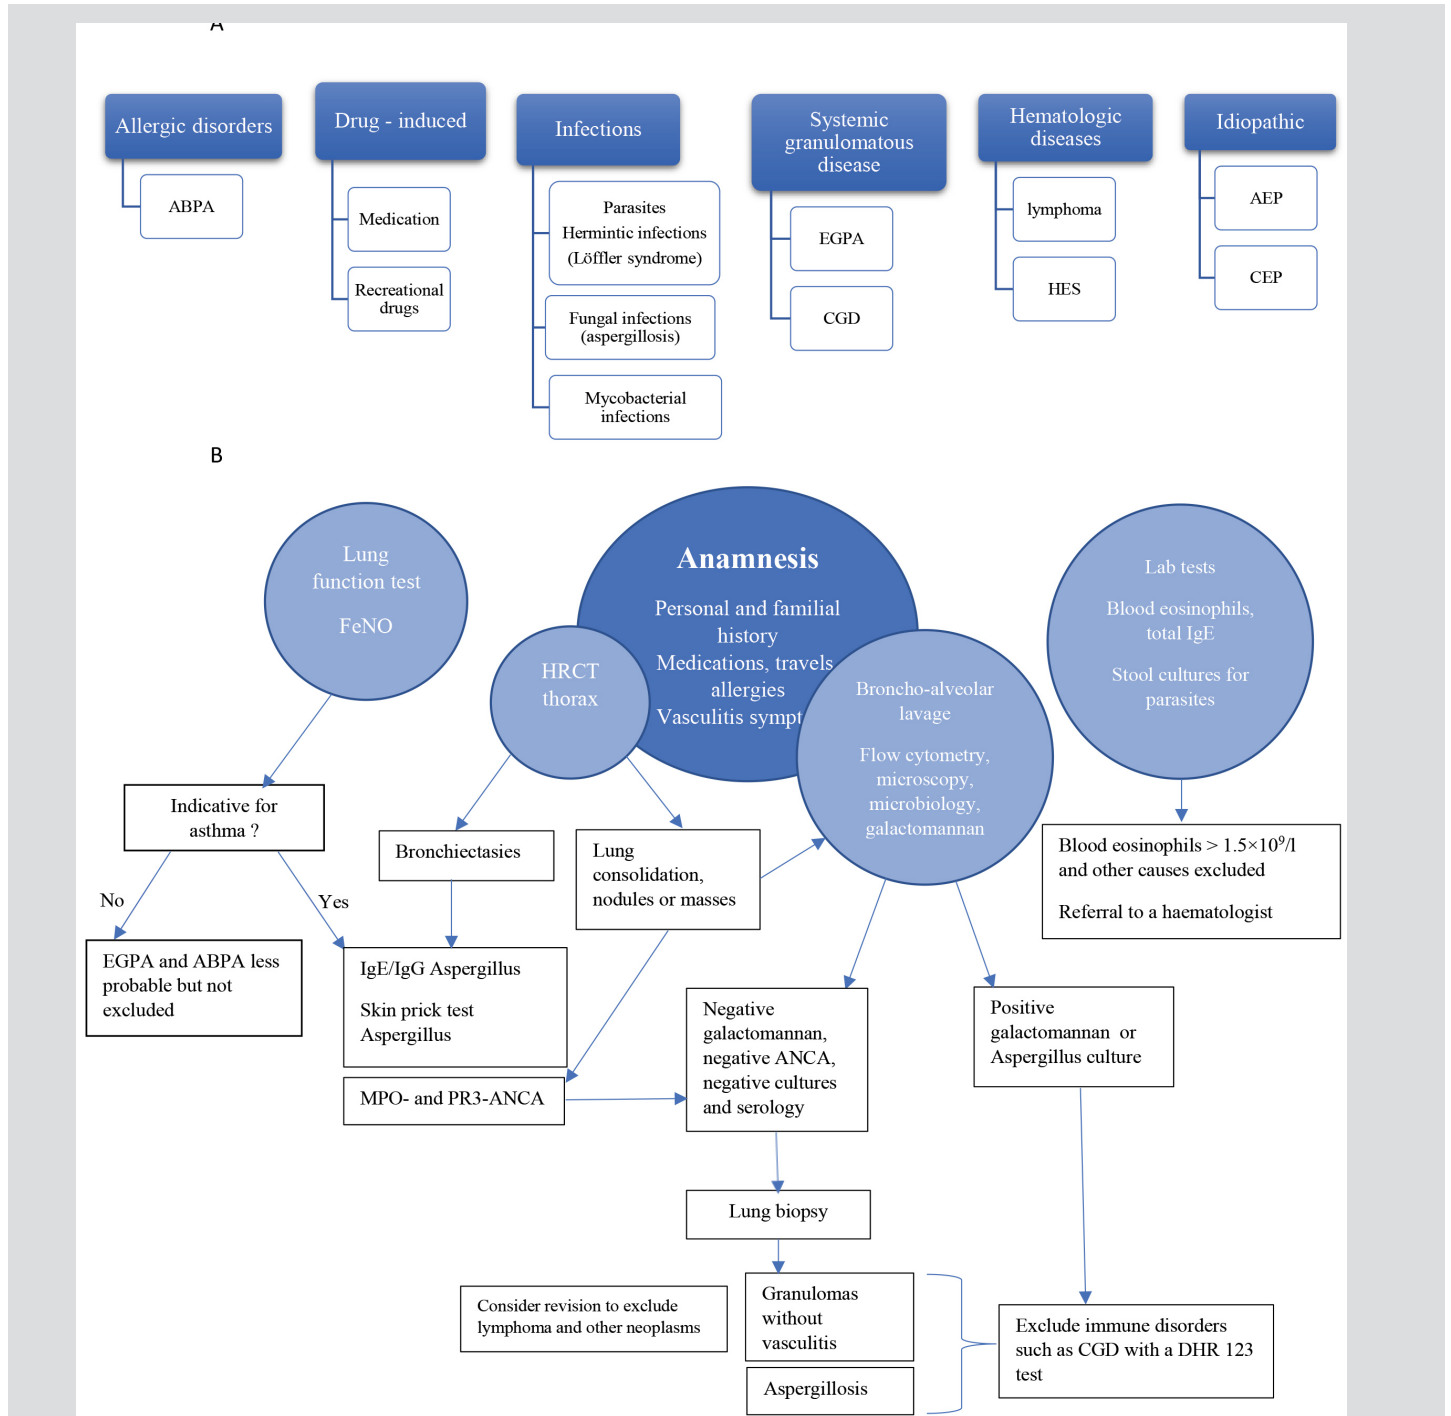 A
Allergic disorders
ABPA
Drug - induced
Medication
Recreational
drugs
Infections
Parasites
Hermintic infections
(Löffler syndrome)
Fungal infections
(aspergillosis)
Mycobacterial
infections
Systemic
granulomatous
disease
EGPA
CGD
Hematologic
diseases
lymphoma
HES
Idiopathic
AEP
CEP
B
Lung
function test
FeNO
Anamnesis
Personal and familial
history
Medications, travels
allergies
Vasculitis sympt
HRCT
thorax
Broncho-alveolar
lavage
Flow cytometry,
microscopy,
microbiology,
galactomannan
Lab tests
Blood eosinophils,
total IgE
Stool cultures for
parasites
Indicative for
asthma ?
No
Yes
EGPA and ABPA less
probable but not
excluded
Bronchiectasies
Lung
consolidation,
nodules or masses
Blood eosinophils > 1.5×10⁹/l
and other causes excluded
Referral to a haematologist
IgE/IgG Aspergillus
Skin prick test
Aspergillus
MPO- and PR3-ANCA
Negative
galactomannan,
negative ANCA,
negative cultures
and serology
Positive
galactomannan or
Aspergillus culture
Lung biopsy
Consider revision to exclude
lymphoma and other neoplasms
Granulomas
without
vasculitis
Aspergillosis
Exclude immune disorders
such as CGD with a DHR 123
test